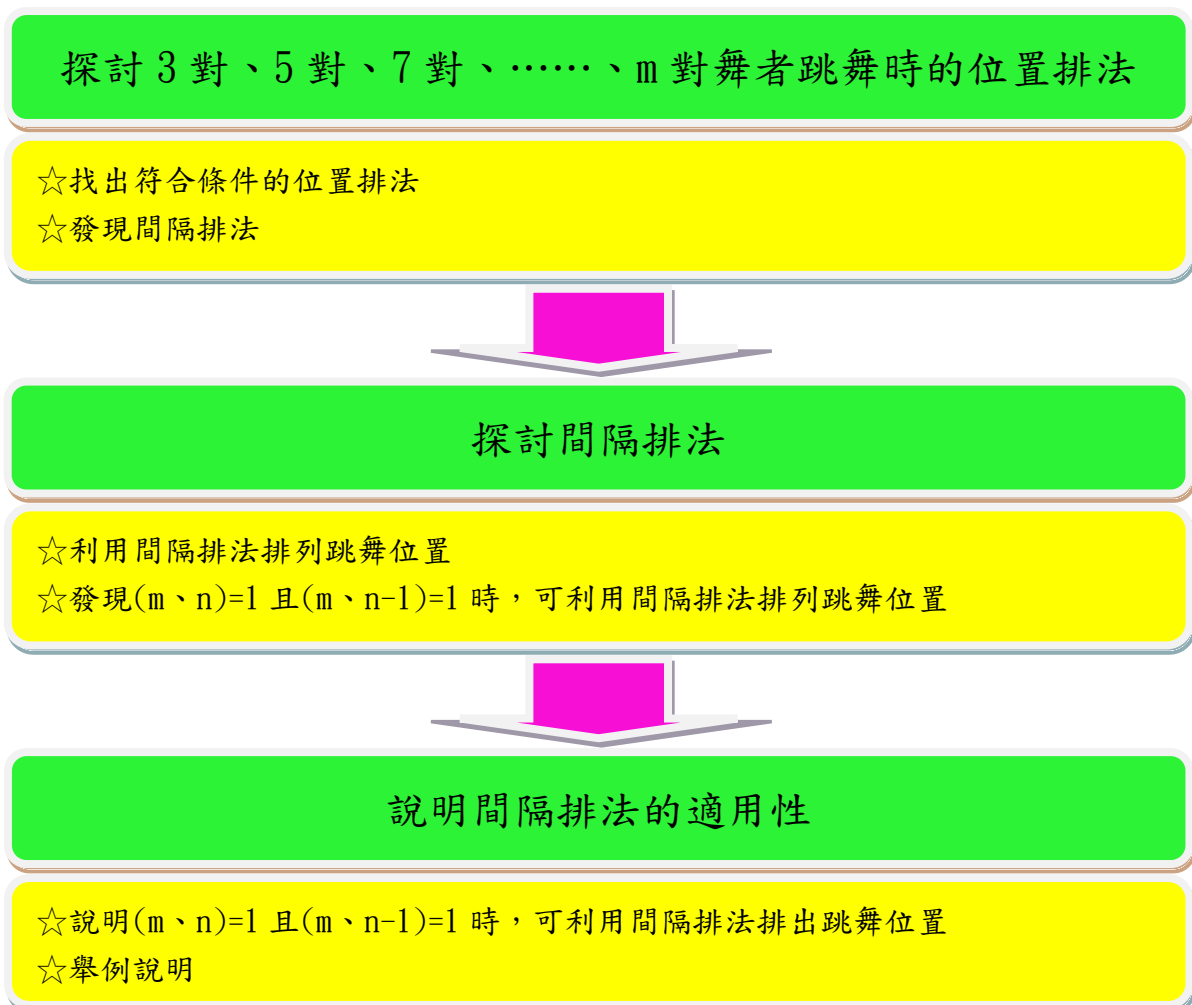 探討 3 對、5 對、7 對、⋯⋯、m 對舞者跳舞時的位置排法
☆找出符合條件的位置排法
☆發現間隔排法
探討間隔排法
☆利用間隔排法排列跳舞位置
☆發現(m、n)=1 且(m、n-1)=1 時，可利用間隔排法排列跳舞位置
說明間隔排法的適用性
☆說明(m、n)=1 且(m、n-1)=1 時，可利用間隔排法排出跳舞位置
☆舉例說明